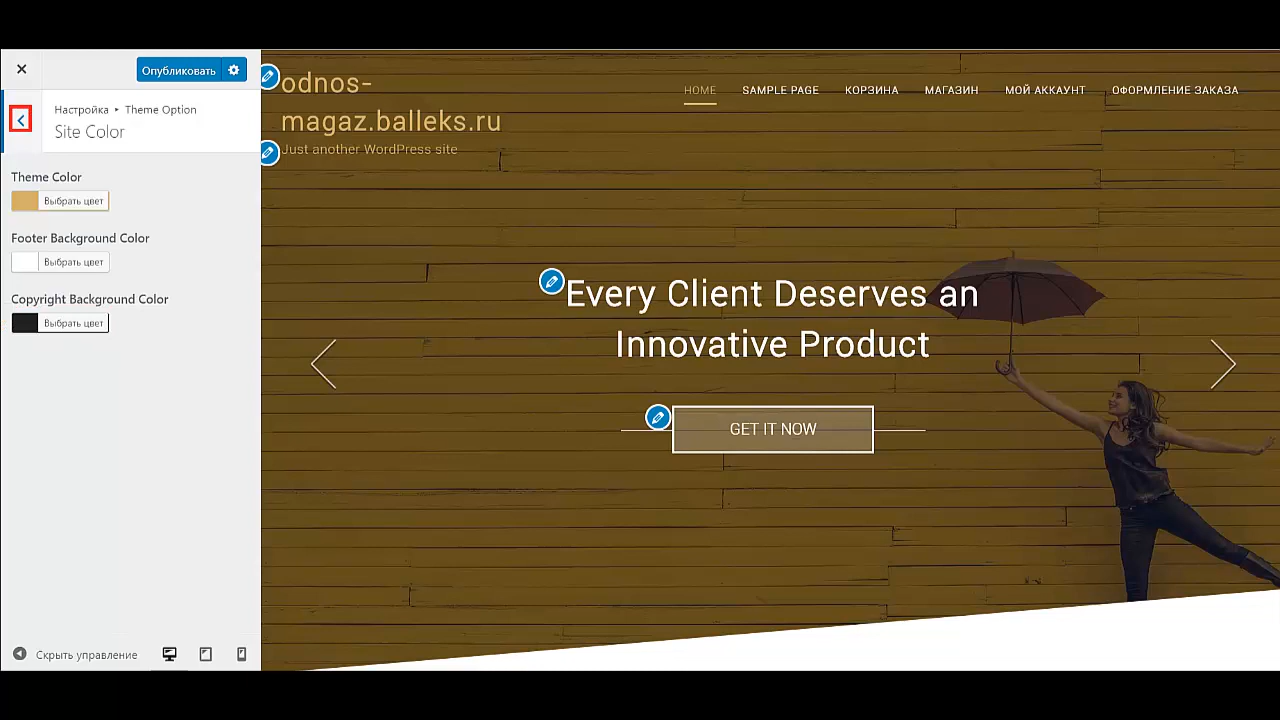 Опубликовать
Настройка ▸ Theme Option
Site Color
Theme Color
Выбрать цвет
Footer Background Color
Выбрать цвет
Copyright Background Color
Выбрать цвет
Скрыть управление
odnos-
magaz.balleks.ru
Just another WordPress site
HOME SAMPLE PAGE КОРЗИНА МАГАЗИН МОЙ АККАУНТ ОФОРМЛЕНИЕ ЗАКАЗА
Every Client Deserves an
Innovative Product
GET IT NOW